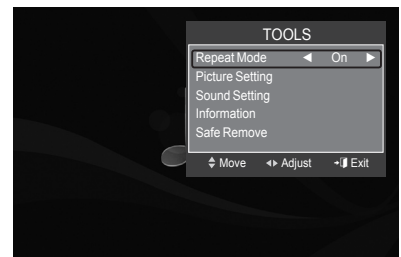 TOOLS
Repeat Mode ◀ On ▶
Picture Setting
Sound Setting
Information
Safe Remove
Move Adjust Exit